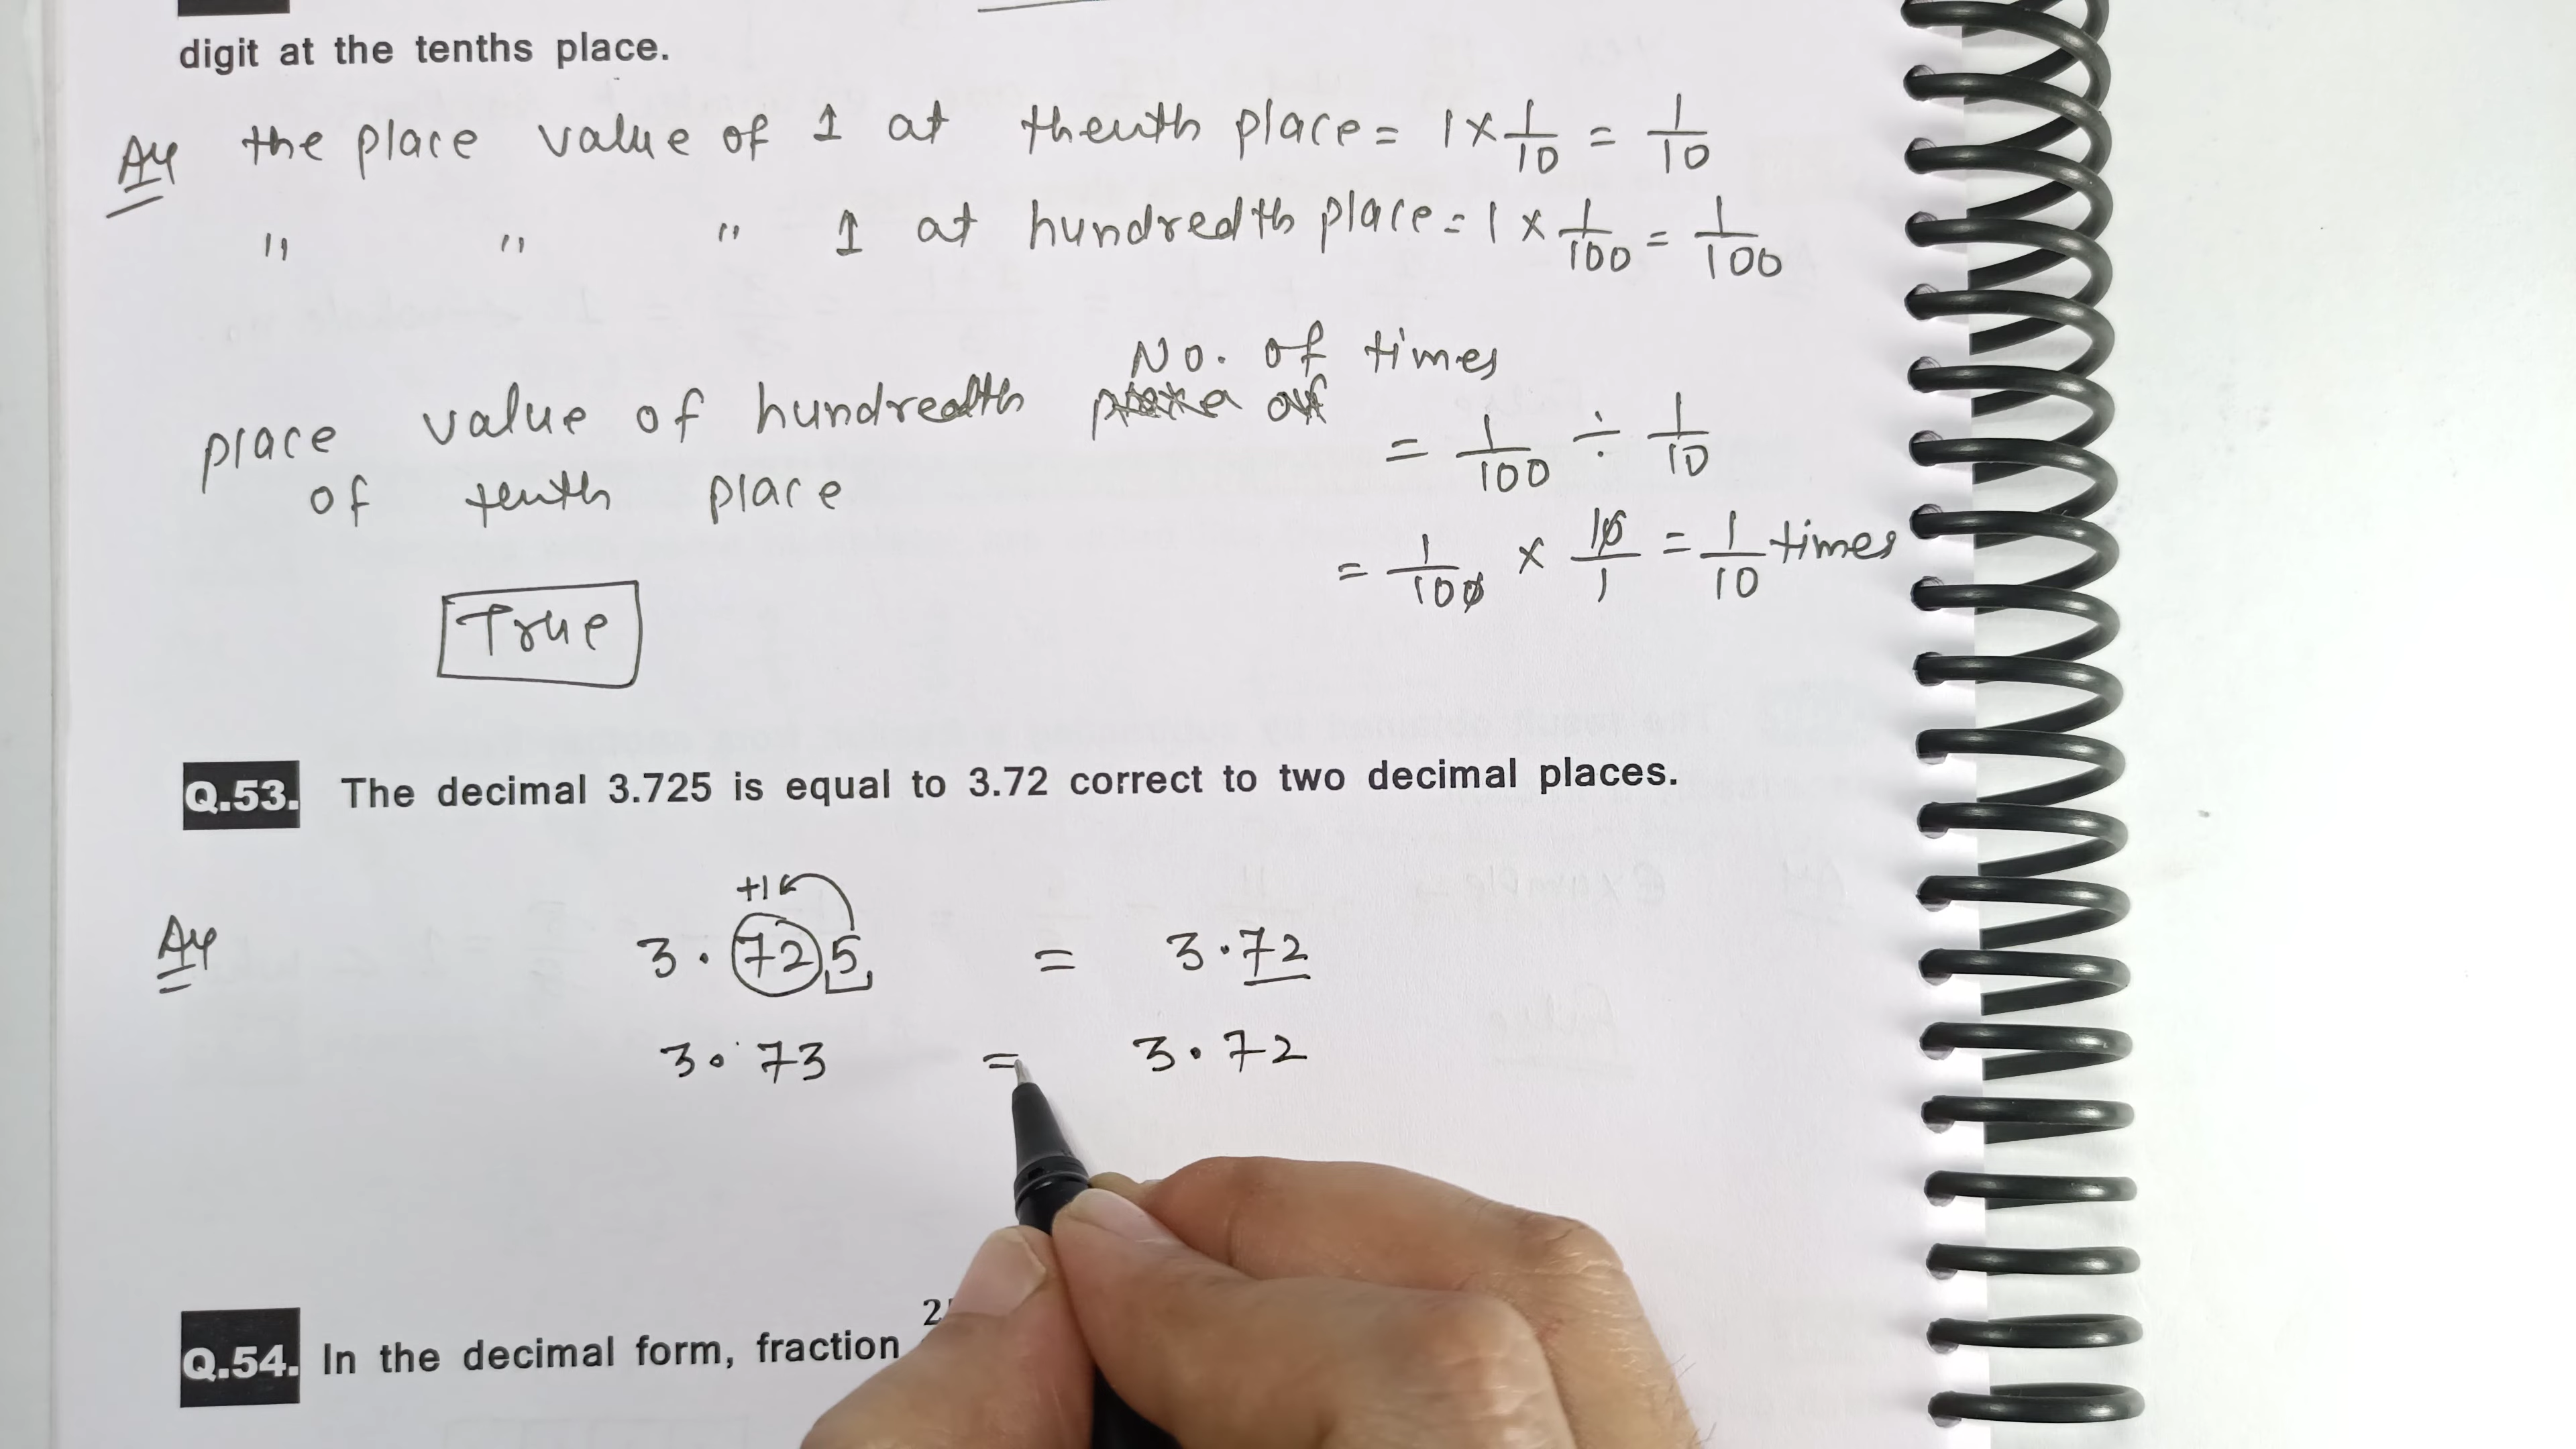 digit at the tenths place.
the place value of 1 at thenth place = 1 × 1/10 = 1/10
" " " 1 at hundredth place = 1 × 1/100 = 1/100
No. of times
place value of hundredth
= 1/100 ÷ 1/10
of tenth place
= 1/100 × 10/1 = 1/10 times
True
Q.53. The decimal 3.725 is equal to 3.72 correct to two decimal places.
+1
3.725 = 3.72
3.73 = 3.72
Q.54. In the decimal form, fraction